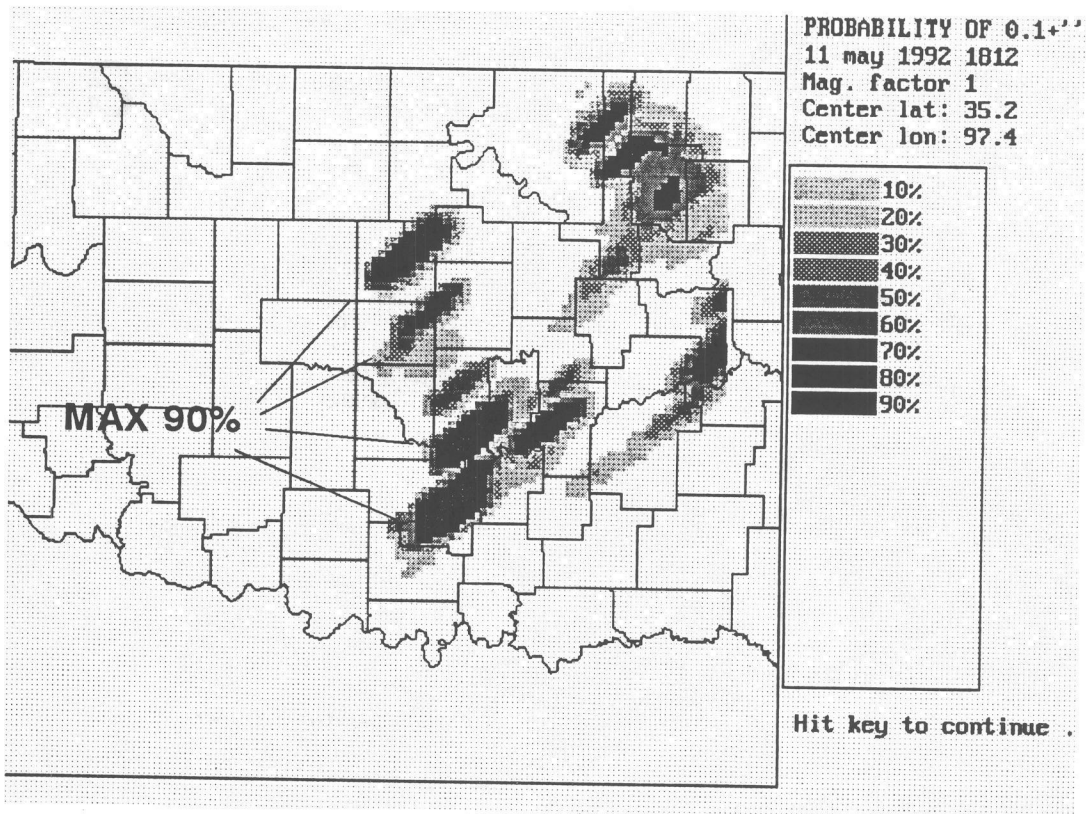 PROBABILITY OF 0.1+''
11 may 1992 1812
Mag. factor 1
Center lat: 35.2
Center lon: 97.4
10%
20%
30%
40%
50%
60%
70%
80%
90%
MAX 90%
Hit key to continue .